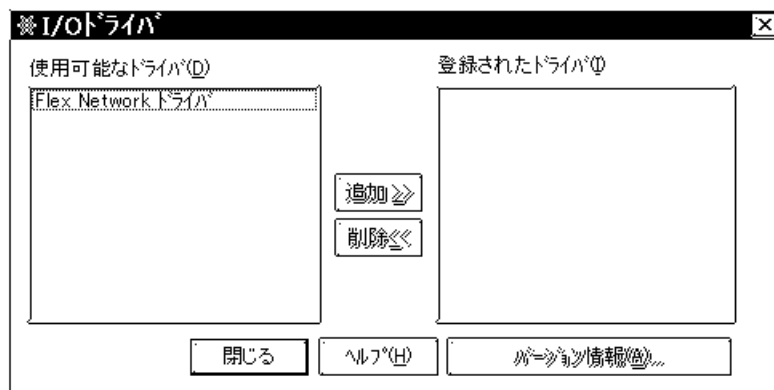 I/Oﾄﾞﾗｲﾊﾞ
使用可能なﾄﾞﾗｲﾊﾞ(D)
登録されたﾄﾞﾗｲﾊﾞ(I)
Flex Network ﾄﾞﾗｲﾊﾞ
追加>>
削除<<
閉じる
ﾍﾙﾌﾟ(H)
ﾊﾞｰｼﾞｮﾝ情報(A)...